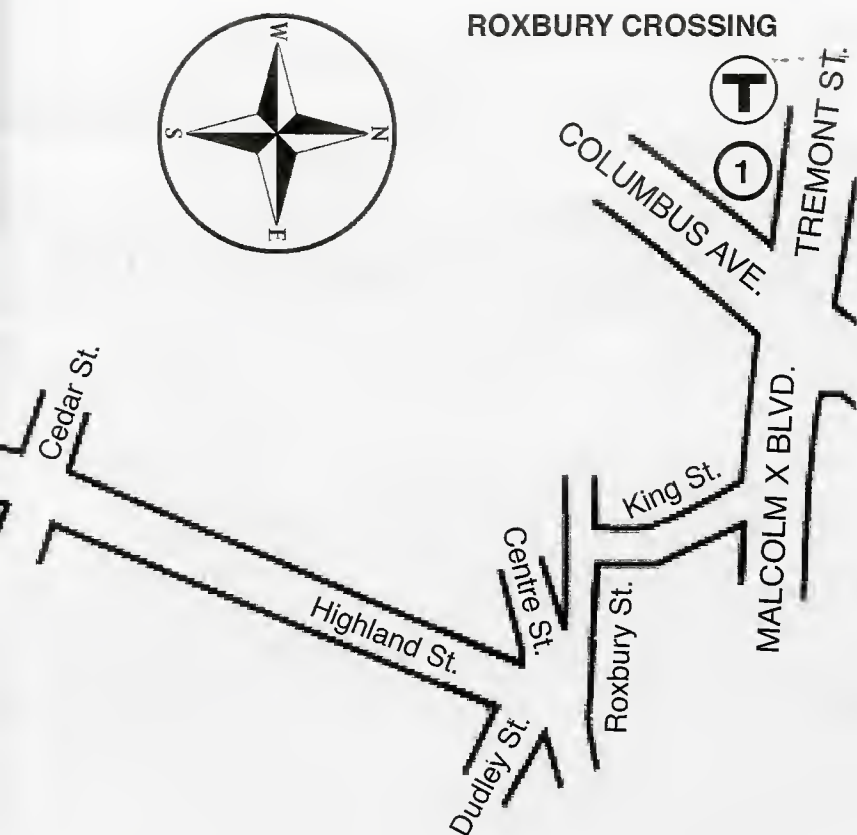 ROXBURY CROSSING
W
N
S
E
T
1
TREMONT ST.
COLUMBUS AVE.
MALCOLM X BLVD.
King St.
Cedar St.
Centre St.
Highland St.
Roxbury St.
Dudley St.